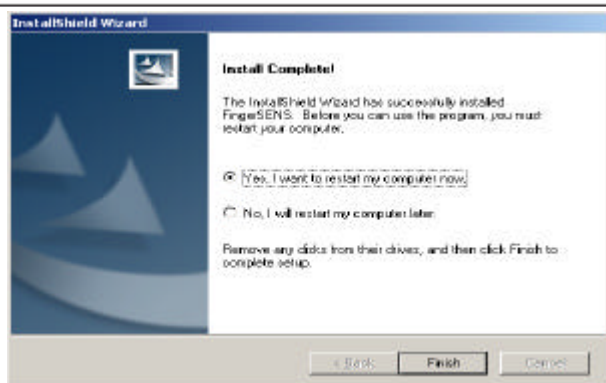 InstallShield Wizard
Install Complete!
The InstallShield Wizard has successfully installed
FingerSENS. Before you can use the program, you must
restart your computer.
Yes, I want to restart my computer now.
No, I will restart my computer later.
Remove any disks from their drives, and then click Finish to
complete setup.
< Back
Finish
Cancel